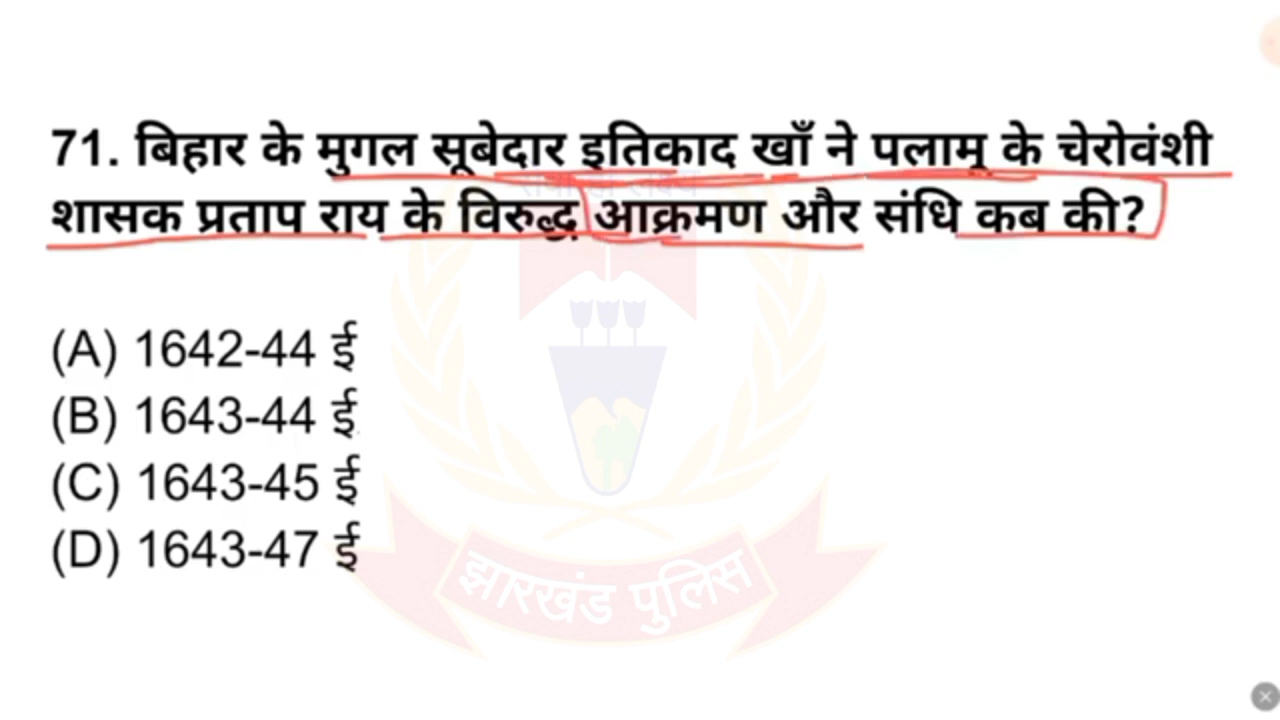 71. बिहार के मुगल सूबेदार इतिकाद खाँ ने पलामू के चेरोवंशी
शासक प्रताप राय के विरुद्ध आक्रमण और संधि कब की?
(A) 1642-44 ई
(B) 1643-44 ई
(C) 1643-45 ई
(D) 1643-47 ई
झारखंड पुलिस